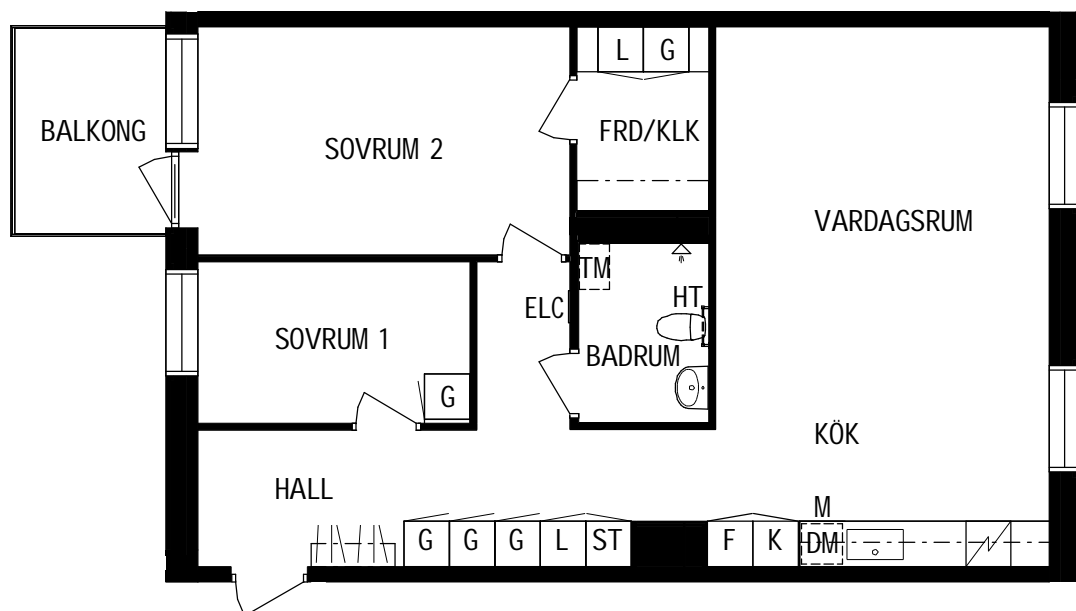 L G
BALKONG
SOVRUM 2
FRD/KLK
VARDAGSRUM
TM
HT
ELC
SOVRUM 1
BADRUM
G
KÖK
HALL
M
G G G L ST F K DM